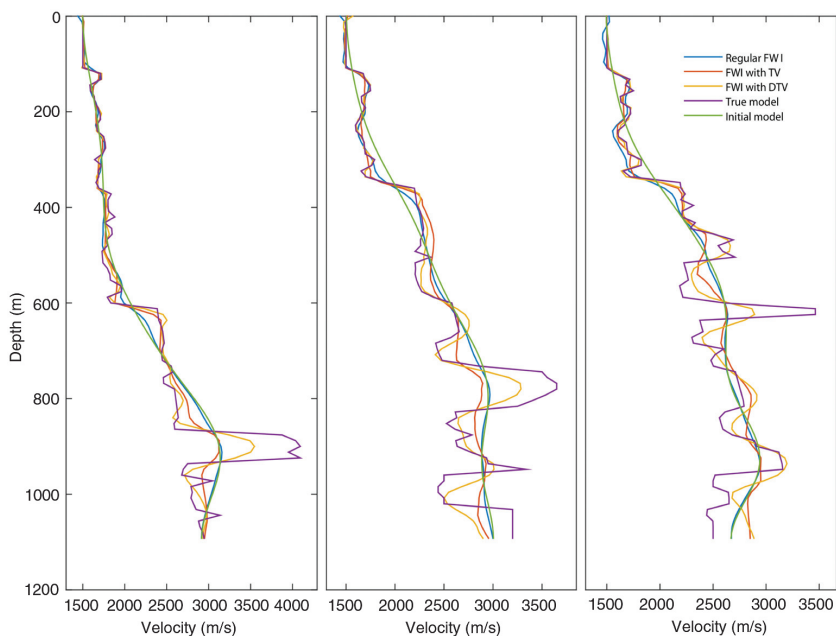 0
200
400
600
800
1000
1200
Depth (m)
1500 2000 2500 3000 3500 4000
Velocity (m/s)
1500 2000 2500 3000 3500
Velocity (m/s)
1500 2000 2500 3000 3500
Velocity (m/s)
Regular FW I
FWI with TV
FWI with DTV
True model
Initial model